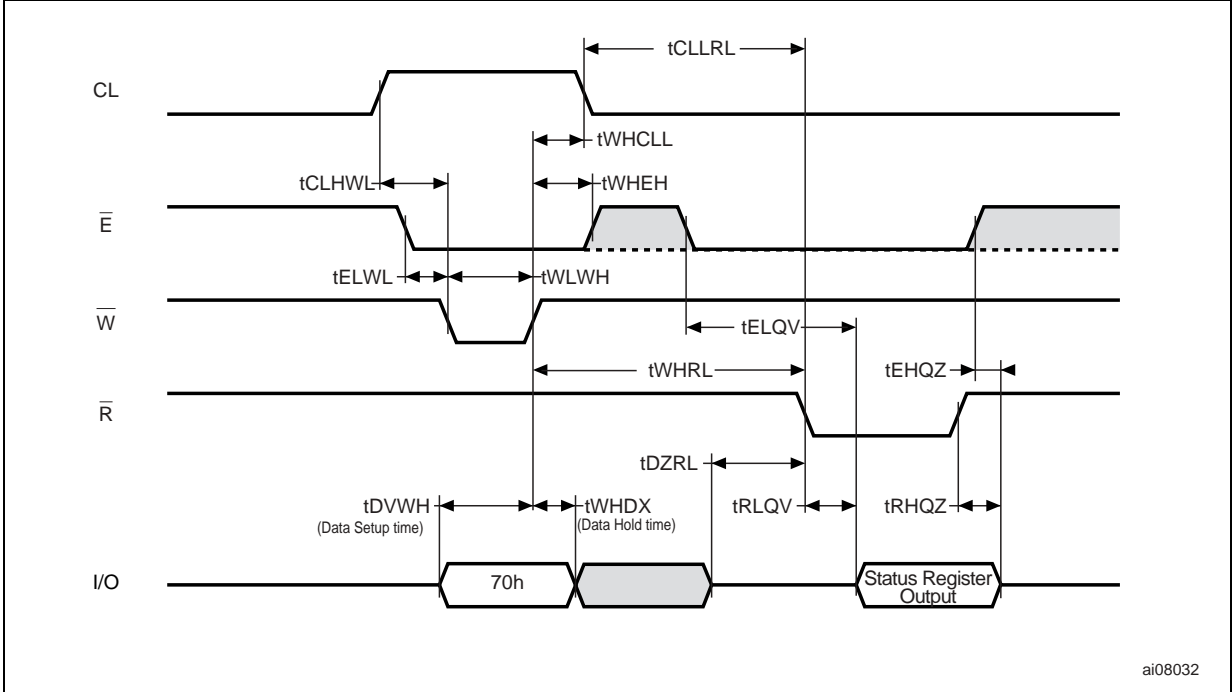 tCLLRL
CL
tWHCLL
tCLHWL
tWHEH
E̅
tELWL
tWLWH
W̅
tELQV
tWHRL
tEHQZ
R̅
tDZRL
tDVWH
tWHDX
tRLQV
tRHQZ
(Data Setup time)
(Data Hold time)
I/O
70h
Status Register
Output
ai08032